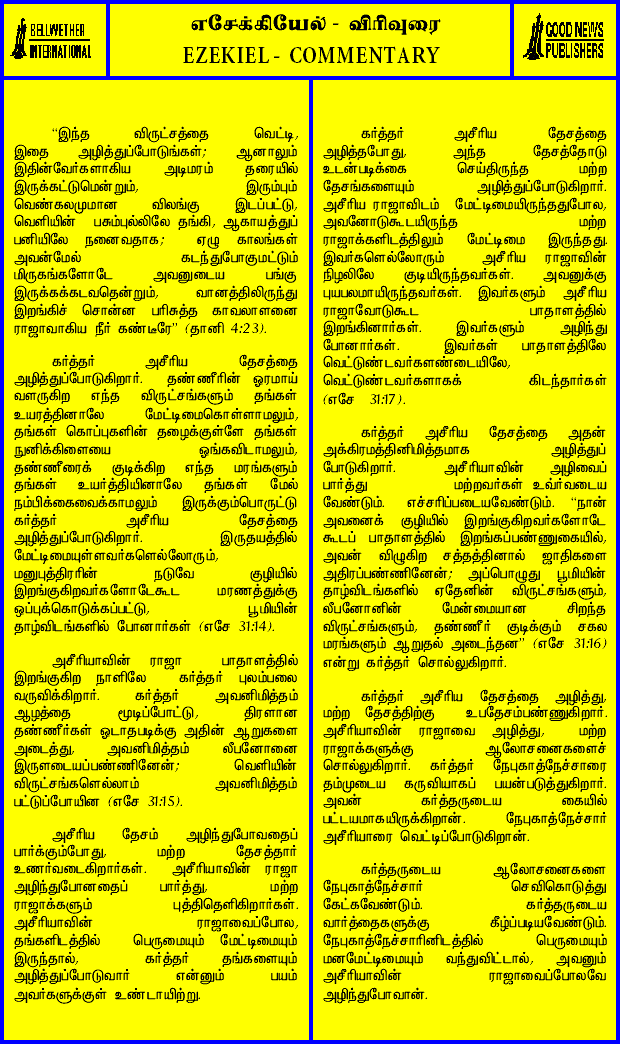 BELLWETHER
INTERNATIONAL
எசேக்கியேல் - விரிவுரை
EZEKIEL - COMMENTARY
GOOD NEWS
PUBLISHERS
“இந்த விருட்சத்தை வெட்டி,
இதை அழித்துப்போடுங்கள்; ஆனாலும்
இதின்வேர்களாகிய அடிமரம் தரையில்
இருக்கட்டுமென்றும், இரும்பும்
வெண்கலமுமான விலங்கு இடப்பட்டு,
வெளியின் பசும்புல்லிலே தங்கி, ஆகாயத்துப்
பனியிலே நனைவதாக; ஏழு காலங்கள்
அவன்மேல் கடந்துபோகுமட்டும்
மிருகங்களோடே அவனுடைய பங்கு
இருக்கக்கடவதென்றும், வானத்திலிருந்து
இறங்கிச் சொன்ன பரிசுத்த காவலாளனை
ராஜாவாகிய நீர் கண்டீரே” (தானி 4:23).
கர்த்தர் அசீரிய தேசத்தை
அழித்துப்போடுகிறார். தண்ணீரின் ஓரமாய்
வளருகிற எந்த விருட்சங்களும் தங்கள்
உயரத்தினாலே மேட்டிமைகொள்ளாமலும்,
தங்கள் கொப்புகளின் தழைக்குள்ளே தங்கள்
நுனிக்கிளையை ஓங்கவிடாமலும்,
தண்ணீரைக் குடிக்கிற எந்த மரங்களும்
தங்கள் உயர்த்தியினாலே தங்கள் மேல்
நம்பிக்கைவைக்காமலும் இருக்கும்பொருட்டு
கர்த்தர் அசீரிய தேசத்தை
அழித்துப்போடுகிறார். இருதயத்தில்
மேட்டிமையுள்ளவர்களெல்லோரும்,
மனுபுத்திரரின் நடுவே குழியில்
இறங்குகிறவர்களோடேகூட மரணத்துக்கு
ஒப்புக்கொடுக்கப்பட்டு, பூமியின்
தாழ்விடங்களில் போனார்கள் (எசே 31:14).
அசீரியாவின் ராஜா பாதாளத்தில்
இறங்குகிற நாளிலே கர்த்தர் புலம்பலை
வருவிக்கிறார். கர்த்தர் அவனிமித்தம்
ஆழத்தை மூடிப்போட்டு, திரளான
தண்ணீர்கள் ஓடாதபடிக்கு அதின் ஆறுகளை
அடைத்து, அவனிமித்தம் லீபனோனை
இருளடையப்பண்ணினேன்; வெளியின்
விருட்சங்களெல்லாம் அவனிமித்தம்
பட்டுப்போயின (எசே 31:15).
அசீரிய தேசம் அழிந்துபோவதைப்
பார்க்கும்போது, மற்ற தேசத்தார்
உணர்வடைகிறார்கள். அசீரியாவின் ராஜா
அழிந்துபோனதைப் பார்த்து, மற்ற
ராஜாக்களும் புத்திதெளிகிறார்கள்.
அசீரியாவின் ராஜாவைப்போல,
தங்களிடத்தில் பெருமையும் மேட்டிமையும்
இருந்தால், கர்த்தர் தங்களையும்
அழித்துப்போடுவார் என்னும் பயம்
அவர்களுக்குள் உண்டாயிற்று.
கர்த்தர் அசீரிய தேசத்தை
அழித்தபோது, அந்த தேசத்தோடு
உடன்படிக்கை செய்திருந்த மற்ற
தேசங்களையும் அழித்துப்போடுகிறார்.
அசீரிய ராஜாவிடம் மேட்டிமையிருந்ததுபோல,
அவனோடுகூடயிருந்த மற்ற
ராஜாக்களிடத்திலும் மேட்டிமை இருந்தது.
இவர்களெல்லோரும் அசீரிய ராஜாவின்
நிழலிலே குடியிருந்தவர்கள். அவனுக்கு
புயபலமாயிருந்தவர்கள். இவர்களும் அசீரிய
ராஜாவோடுகூட பாதாளத்தில்
இறங்கினார்கள். இவர்களும் அழிந்து
போனார்கள். இவர்கள் பாதாளத்திலே
வெட்டுண்டவர்களண்டையிலே,
வெட்டுண்டவர்களாகக் கிடந்தார்கள்
(எசே 31:17).
கர்த்தர் அசீரிய தேசத்தை அதன்
அக்கிரமத்தினிமித்தமாக அழித்துப்
போடுகிறார். அசீரியாவின் அழிவைப்
பார்த்து மற்றவர்கள் உவர்வடைய
வேண்டும். எச்சரிப்படையவேண்டும். “நான்
அவனைக் குழியில் இறங்குகிறவர்களோடே
கூடப் பாதாளத்தில் இறங்கப்பண்ணுகையில்,
அவன் விழுகிற சத்தத்தினால் ஜாதிகளை
அதிரப்பண்ணினேன்; அப்பொழுது பூமியின்
தாழ்விடங்களில் ஏதேனின் விருட்சங்களும்,
லீபனோனின் மேன்மையான சிறந்த
விருட்சங்களும், தண்ணீர் குடிக்கும் சகல
மரங்களும் ஆறுதல் அடைந்தன” (எசே 31:16)
என்று கர்த்தர் சொல்லுகிறார்.
கர்த்தர் அசீரிய தேசத்தை அழித்து,
மற்ற தேசத்திற்கு உபதேசம்பண்ணுகிறார்.
அசீரியாவின் ராஜாவை அழித்து, மற்ற
ராஜாக்களுக்கு ஆலோசனைகளைச்
சொல்லுகிறார். கர்த்தர் நேபுகாத்நேச்சாரை
தம்முடைய கருவியாகப் பயன்படுத்துகிறார்.
அவன் கர்த்தருடைய கையில்
பட்டயமாகயிருக்கிறான். நேபுகாத்நேச்சார்
அசீரியாரை வெட்டிப்போடுகிறான்.
கர்த்தருடைய ஆலோசனைகளை
நேபுகாத்நேச்சார் செவிகொடுத்து
கேட்கவேண்டும். கர்த்தருடைய
வார்த்தைகளுக்கு கீழ்ப்படியவேண்டும்.
நேபுகாத்நேச்சாரினிடத்தில் பெருமையும்
மனமேட்டிமையும் வந்துவிட்டால், அவனும்
அசீரியாவின் ராஜாவைப்போலவே
அழிந்துபோவான்.